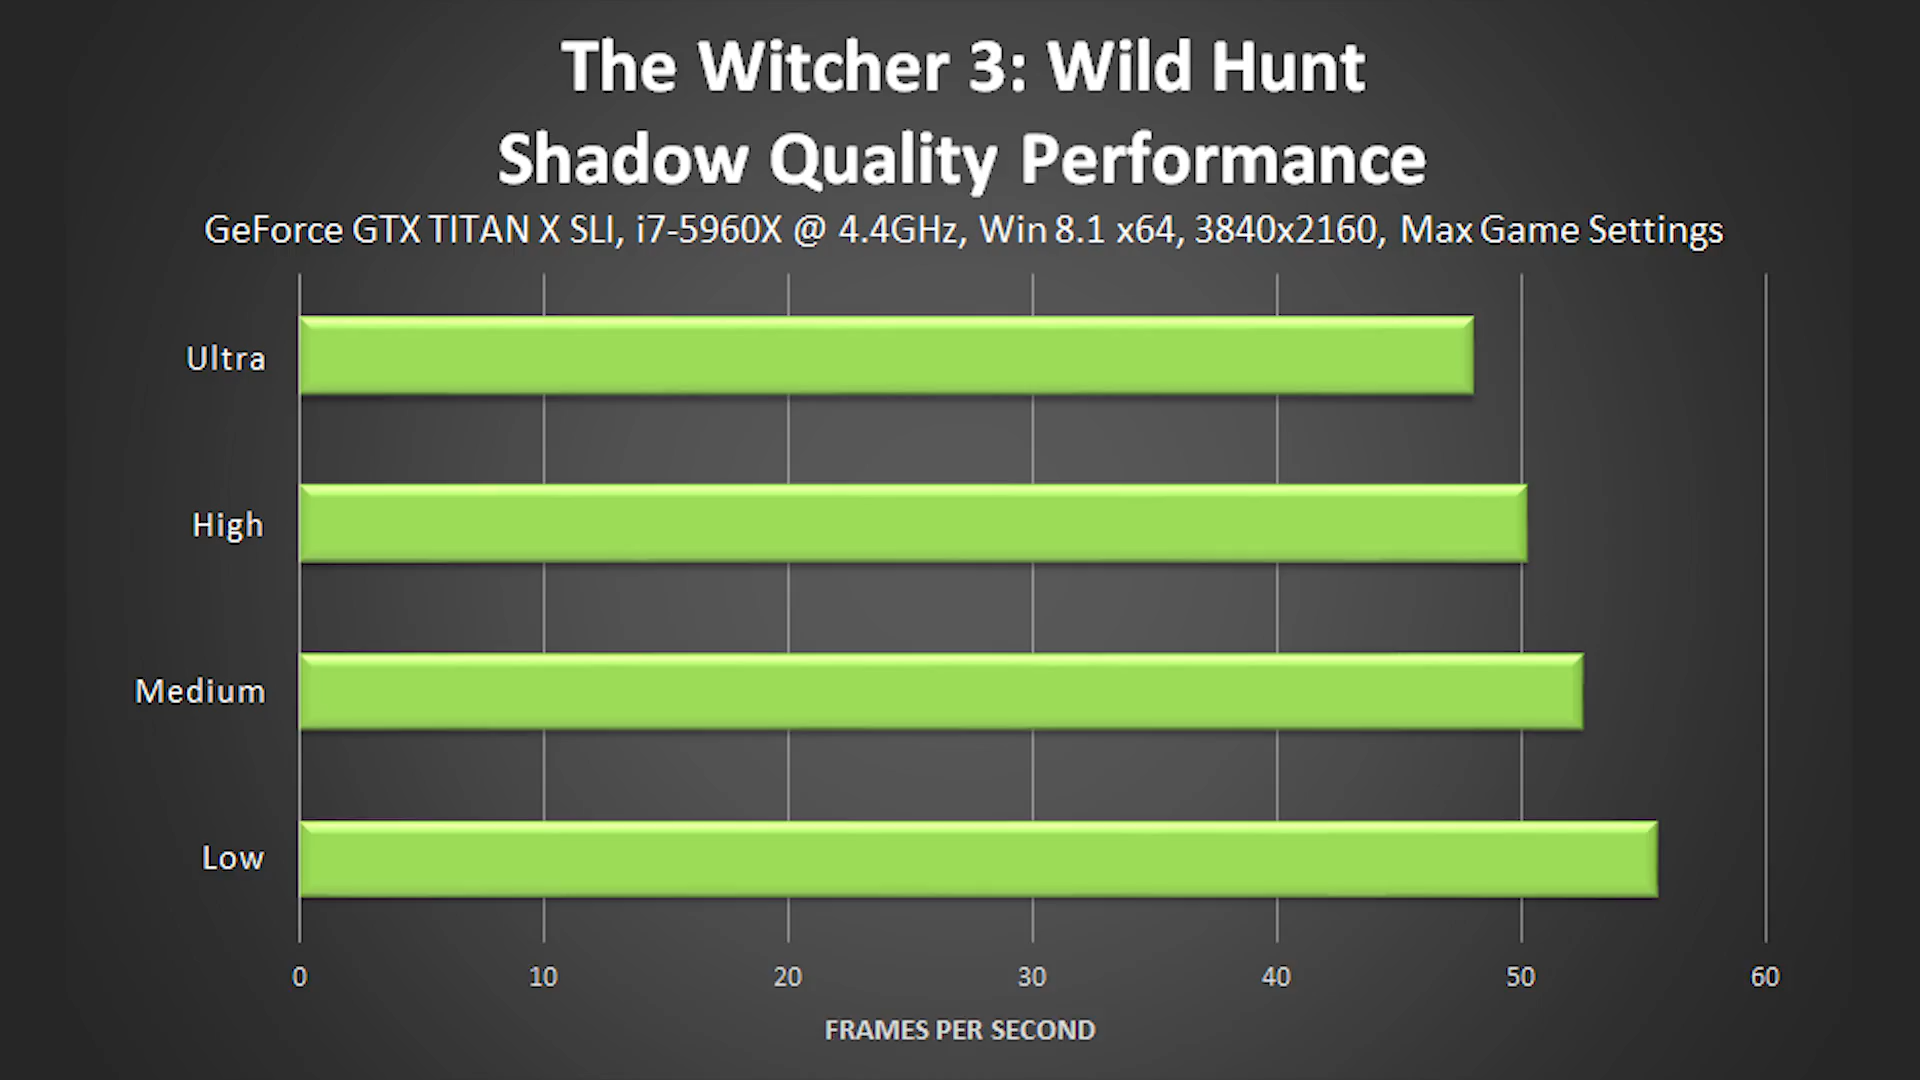 The Witcher 3: Wild Hunt
Shadow Quality Performance
GeForce GTX TITAN X SLI, i7-5960X @ 4.4GHz, Win 8.1 x64, 3840x2160, Max Game Settings
Ultra
High
Medium
Low
0 10 20 30 40 50 60
FRAMES PER SECOND